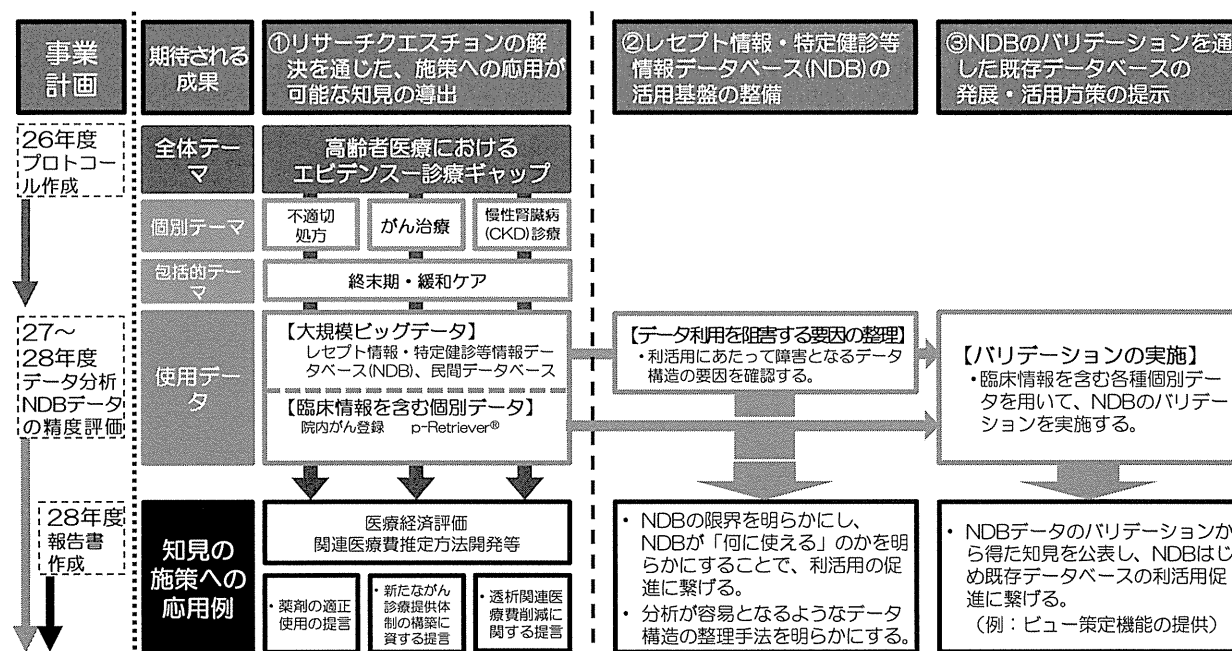 事業
計画
26年度
プロトコー
ル作成
27～
28年度
データ分析
NDBデータ
の精度評価
28年度
報告書
作成
期待される
成果
①リサーチクエスチョンの解
決を通じた、施策への応用が
可能な知見の導出
全体テー
マ
高齢者医療における
エビデンスー診療ギャップ
個別テーマ
不適切
処方
がん治療
慢性腎臓病
(CKD)診療
包括的テー
マ
終末期・緩和ケア
使用デー
タ
【大規模ビッグデータ】
レセプト情報・特定健診等情報デー
タベース(NDB)、民間データベース
【臨床情報を含む個別データ】
院内がん登録 p-Retriever®
知見の
施策への
応用例
医療経済評価
関連医療費推定方法開発等
・薬剤の適正
使用の提言
・新たながん
診療提供体
制の構築に
資する提言
・透析関連医
療費削減に
関する提言
②レセプト情報・特定健診等
情報データベース(NDB)の
活用基盤の整備
【データ利用を阻害する要因の整理】
・利活用にあたって障害となるデータ
構造の要因を確認する。
・NDBの限界を明らかにし、
NDBが「何に使える」のかを明
らかにすることで、利活用の促
進に繋げる。
・分析が容易となるようなデータ
構造の整理手法を明らかにする。
③NDBのバリデーションを通
した既存データベースの
発展・活用方策の提示
【バリデーションの実施】
・臨床情報を含む各種個別デー
タを用いて、NDBのバリデー
ションを実施する。
・NDBデータのバリデーションか
ら得た知見を公表し、NDBはじ
め既存データベースの利活用促
進に繋げる。
（例：ビュー策定機能の提供）